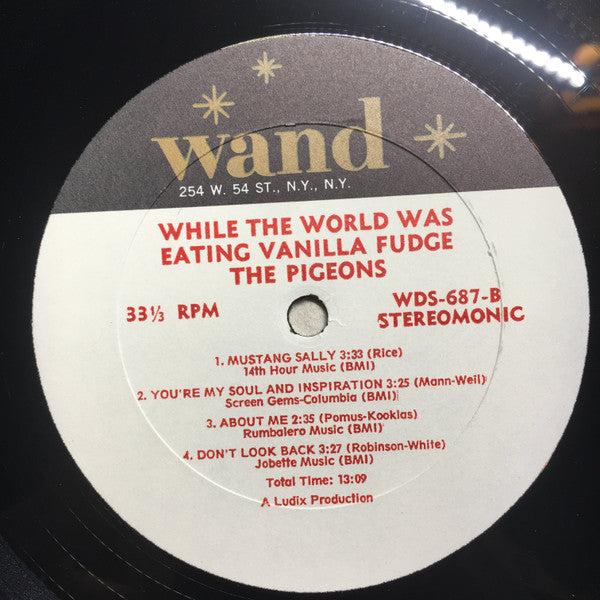 wand
254 W. 54 ST., N.Y., N.Y.
WHILE THE WORLD WAS
EATING VANILLA FUDGE
THE PIGEONS
33⅓ RPM
WDS-687-B
STEREOMONIC
1. MUSTANG SALLY 3:33 (Rice)
14th Hour Music (BMI)
2. YOU'RE MY SOUL AND INSPIRATION 3:25 (Mann-Weil)
Screen Gems-Columbia (BMI)
3. ABOUT ME 2:35 (Pomus-Kooklas)
Rumbalero Music (BMI)
4. DON'T LOOK BACK 3:27 (Robinson-White)
Jobette Music (BMI)
Total Time: 13:09
A Ludix Production